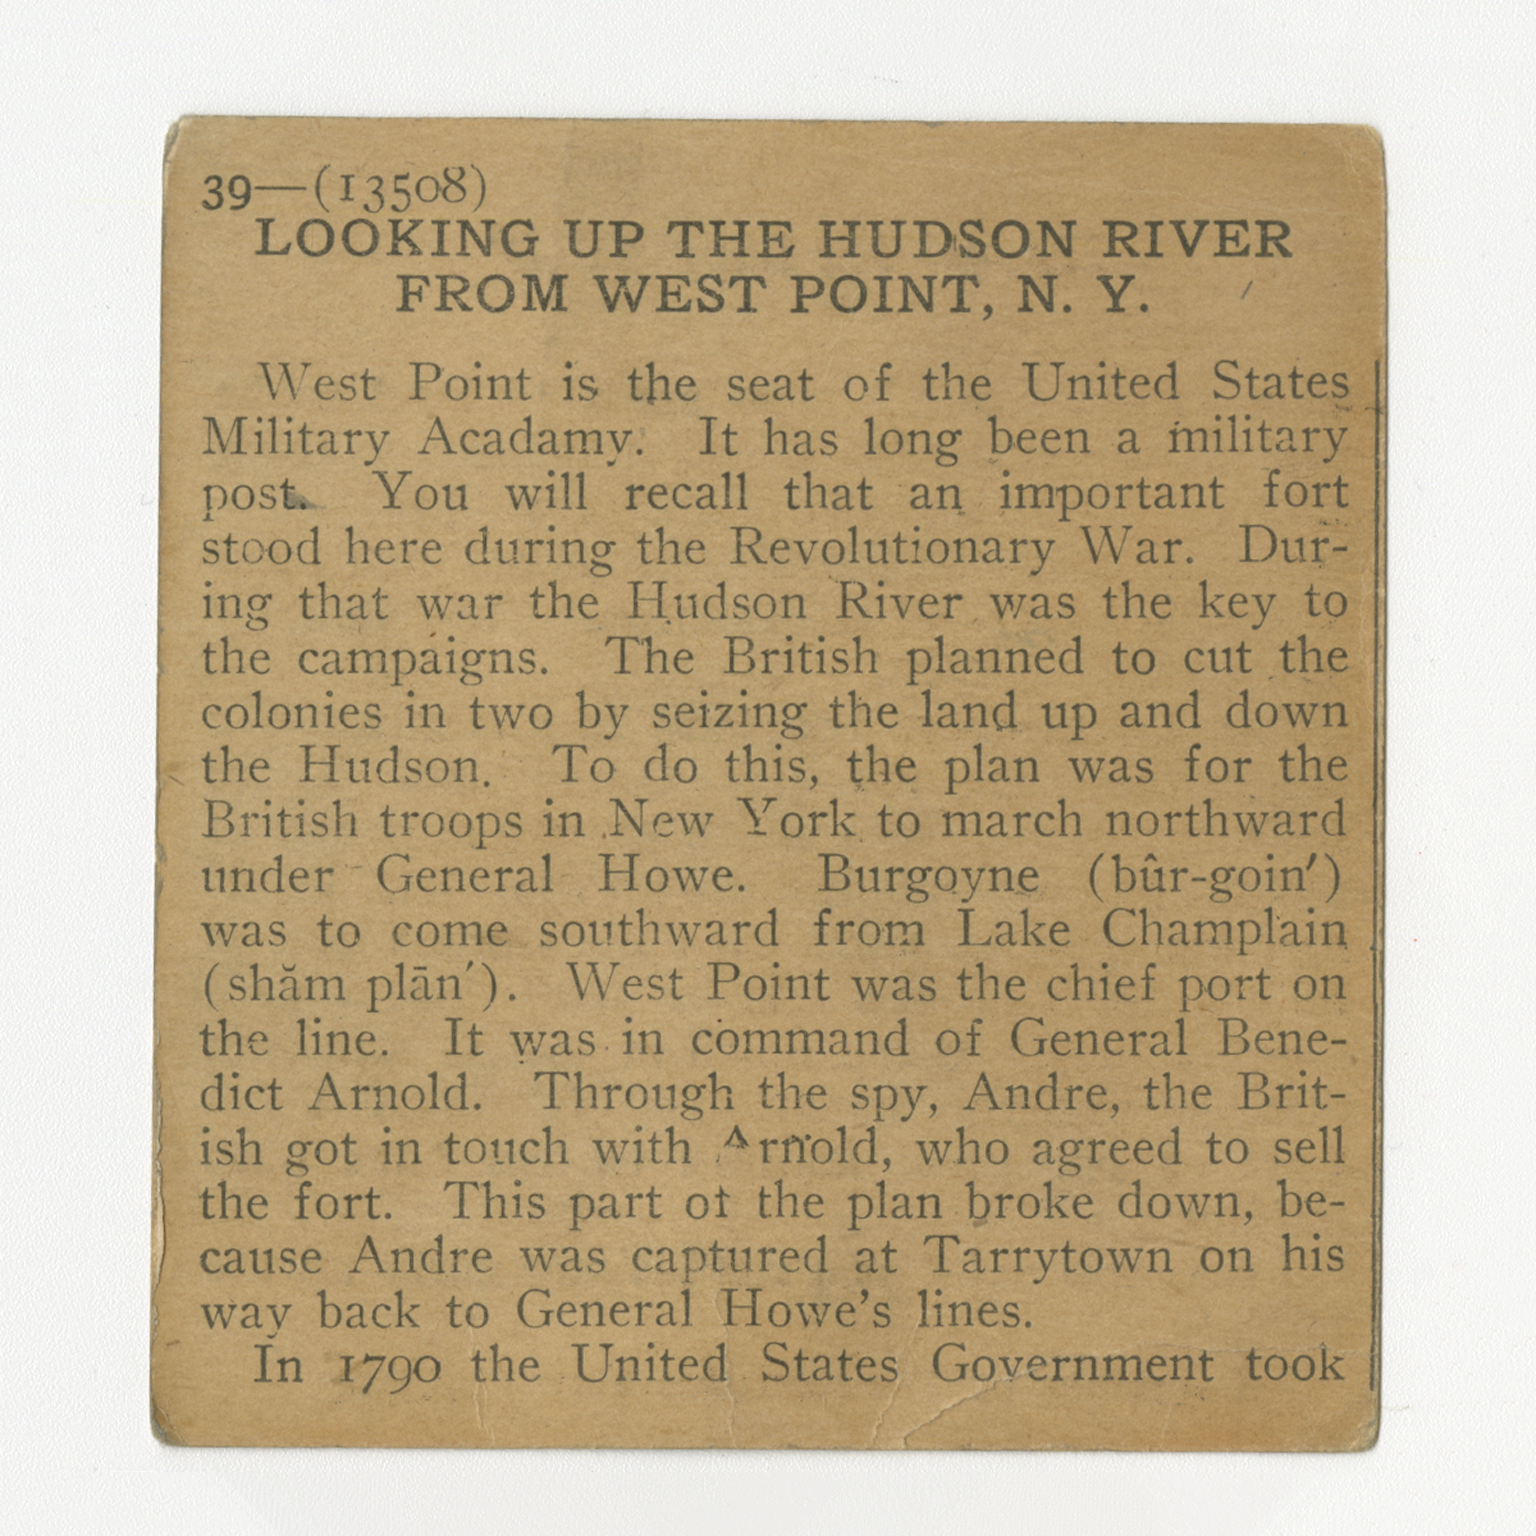 39—(13508)
LOOKING UP THE HUDSON RIVER
FROM WEST POINT, N. Y.
West Point is the seat of the United States
Military Acadamy. It has long been a military
post. You will recall that an important fort
stood here during the Revolutionary War. Dur-
ing that war the Hudson River was the key to
the campaigns. The British planned to cut the
colonies in two by seizing the land up and down
the Hudson. To do this, the plan was for the
British troops in New York to march northward
under General Howe. Burgoyne (bûr-goin′)
was to come southward from Lake Champlain
(shăm plān′). West Point was the chief port on
the line. It was in command of General Bene-
dict Arnold. Through the spy, Andre, the Brit-
ish got in touch with Arnold, who agreed to sell
the fort. This part of the plan broke down, be-
cause Andre was captured at Tarrytown on his
way back to General Howe's lines.
In 1790 the United States Government took